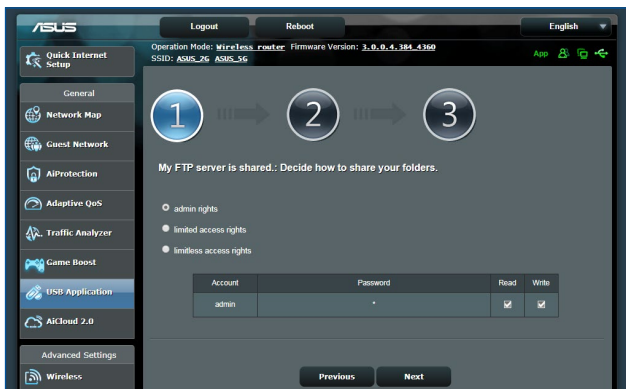 ASUS
Logout
Reboot
English
Quick Internet
Setup
Operation Mode: Wireless router Firmware Version: 3.0.0.4.384_4360
SSID: ASUS_2G ASUS_5G
App
General
Network Map
Guest Network
AiProtection
Adaptive QoS
Traffic Analyzer
Game Boost
USB Application
AiCloud 2.0
Advanced Settings
Wireless
1 2 3
My FTP server is shared.: Decide how to share your folders.
admin rights
limited access rights
limitless access rights
Account Password Read Write
admin *
Previous Next